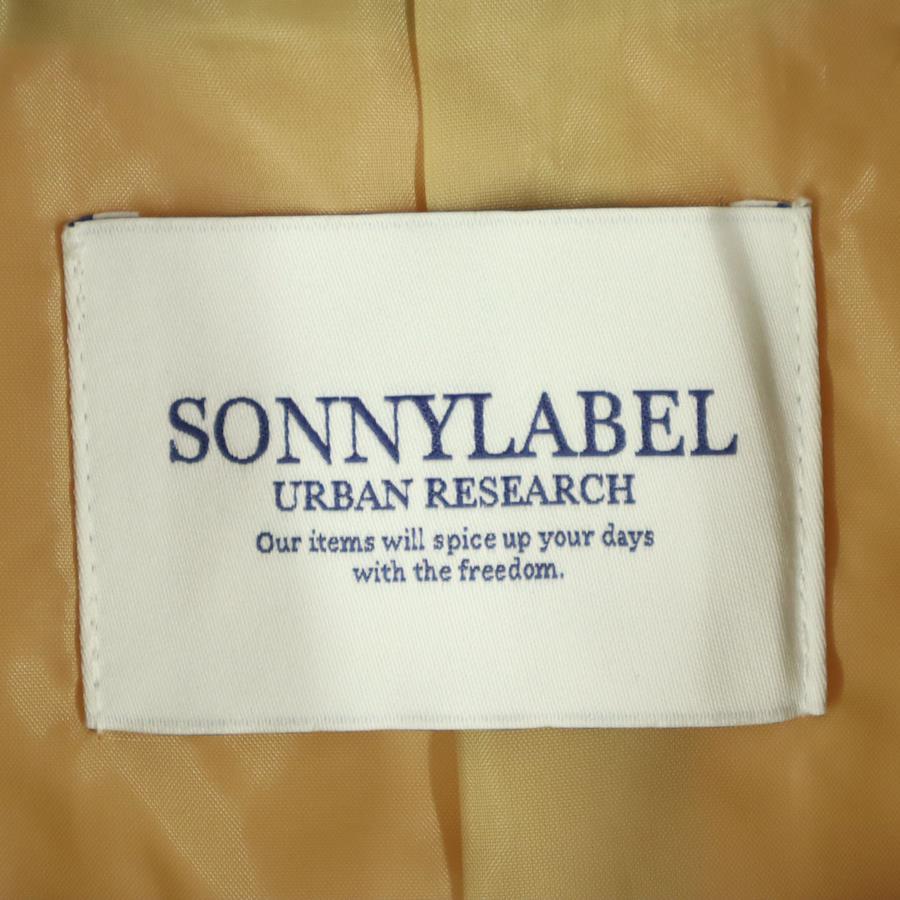 SONNYLABEL
URBAN RESEARCH
Our items will spice up your days
with the freedom.